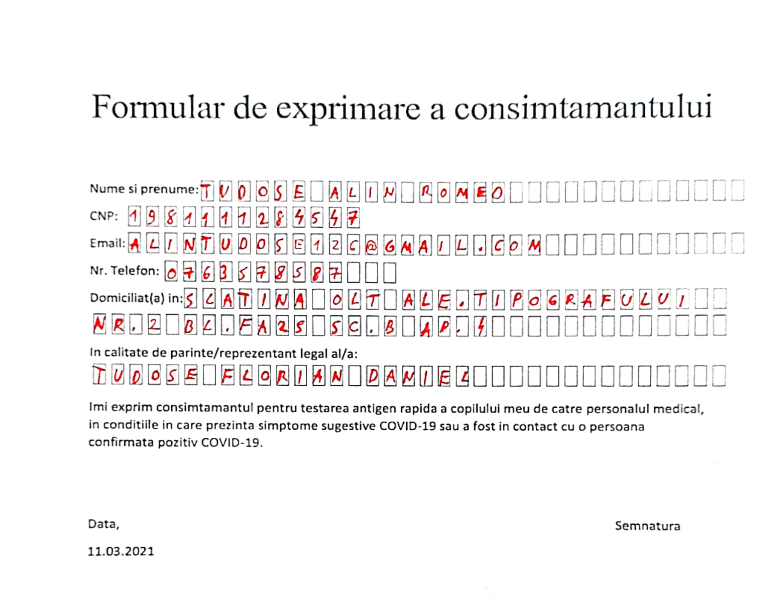 Formular de exprimare a consimtamantului
Nume si prenume: TUDOSE ALIN ROMEO
CNP: 1981111284547
Email: ALINTUDOSE12C@GMAIL.COM
Nr. Telefon: 0763578587
Domiciliat(a) in: SLATINA OLT ALE.TIPOGRAFULUI
NR.2 BL.FA25 SC.B AP.4
In calitate de parinte/reprezentant legal al/a:
TUDOSE FLORIAN DANIEL
Imi exprim consimtamantul pentru testarea antigen rapida a copilului meu de catre personalul medical,
in conditiile in care prezinta simptome sugestive COVID-19 sau a fost in contact cu o persoana
confirmata pozitiv COVID-19.
Data, Semnatura
11.03.2021